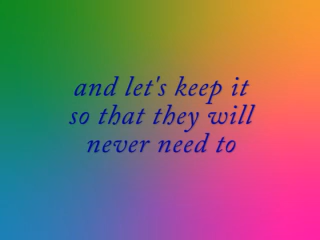 and let's keep it
so that they will
never need to